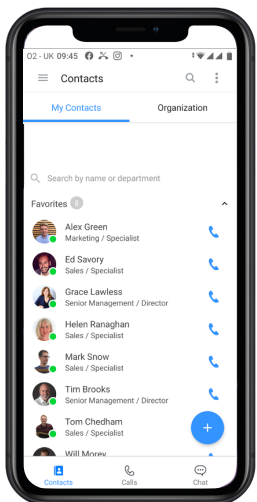 O2 - UK 09:45
Contacts
My Contacts
Organization
Search by name or department
Favorites 8
Alex Green
Marketing / Specialist
Ed Savory
Sales / Specialist
Grace Lawless
Senior Management / Director
Helen Ranaghan
Sales / Specialist
Mark Snow
Sales / Specialist
Tim Brooks
Senior Management / Director
Tom Chedham
Sales / Specialist
Will Morey
Contacts
Calls
Chat